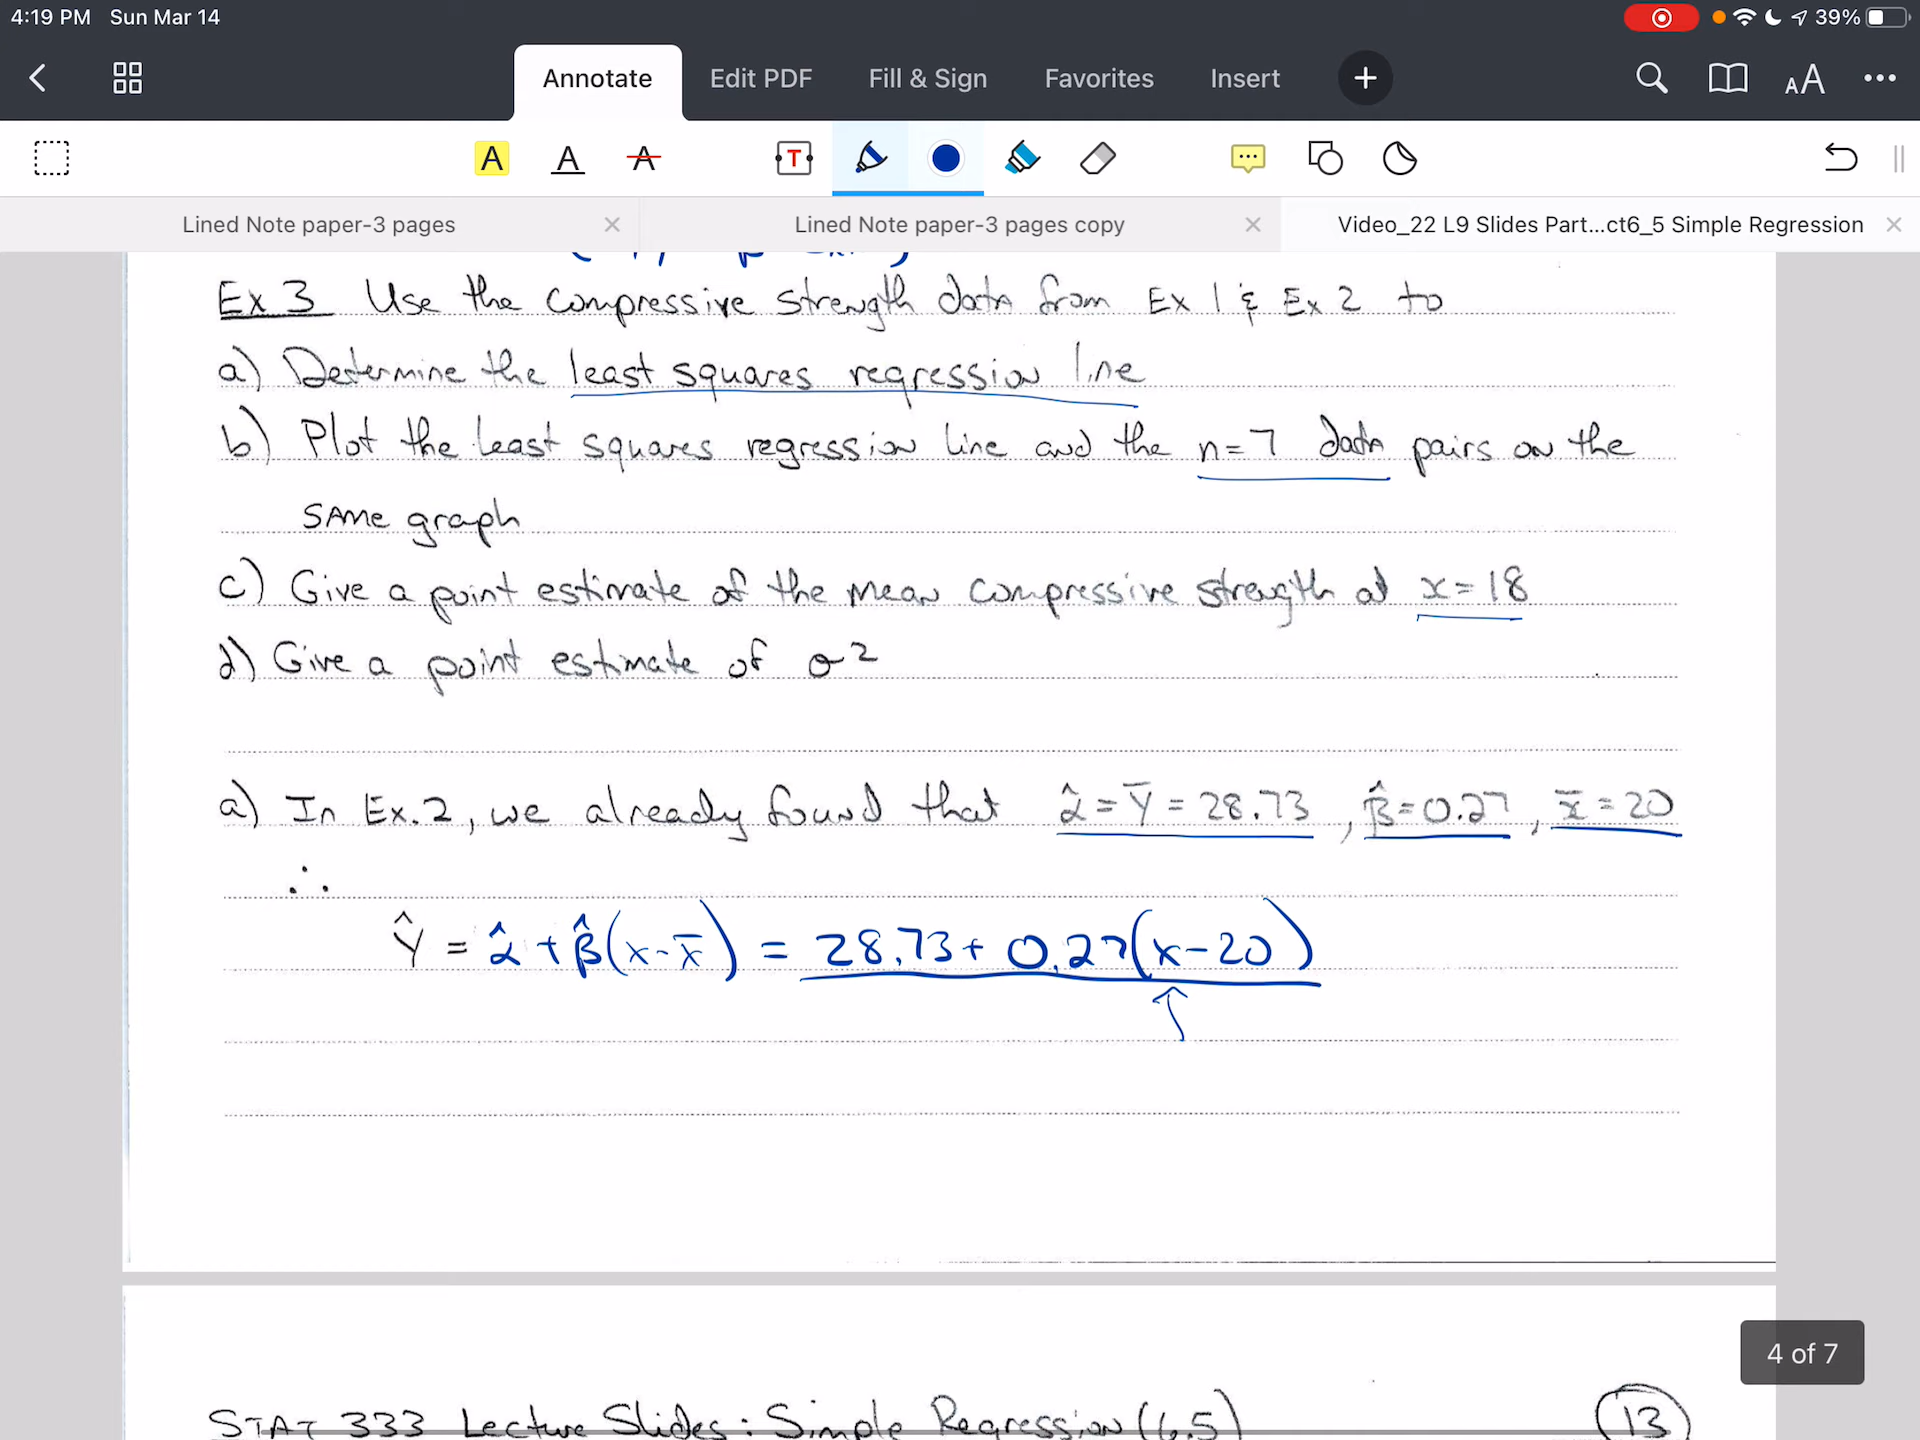 4:19 PM Sun Mar 14 39%
Annotate Edit PDF Fill & Sign Favorites Insert + AA ...
A A A T
Lined Note paper-3 pages × Lined Note paper-3 pages copy × Video_22 L9 Slides Part...ct6_5 Simple Regression ×
Ex 3 Use the compressive strength data from Ex 1 & Ex 2 to
a) Determine the least squares regression line
b) Plot the least squares regression line and the n=7 data pairs on the
same graph
c) Give a point estimate of the mean compressive strength at x=18
d) Give a point estimate of σ²
a) In Ex.2, we already found that α̂ = Ȳ = 28.73, β̂=0.27, x̄=20
∴
Ŷ = α̂ + β̂(x-x̄) = 28.73+ 0.27(x-20)
4 of 7
STAT 333 Lecture Slides: Simple Regression (6.5) 13